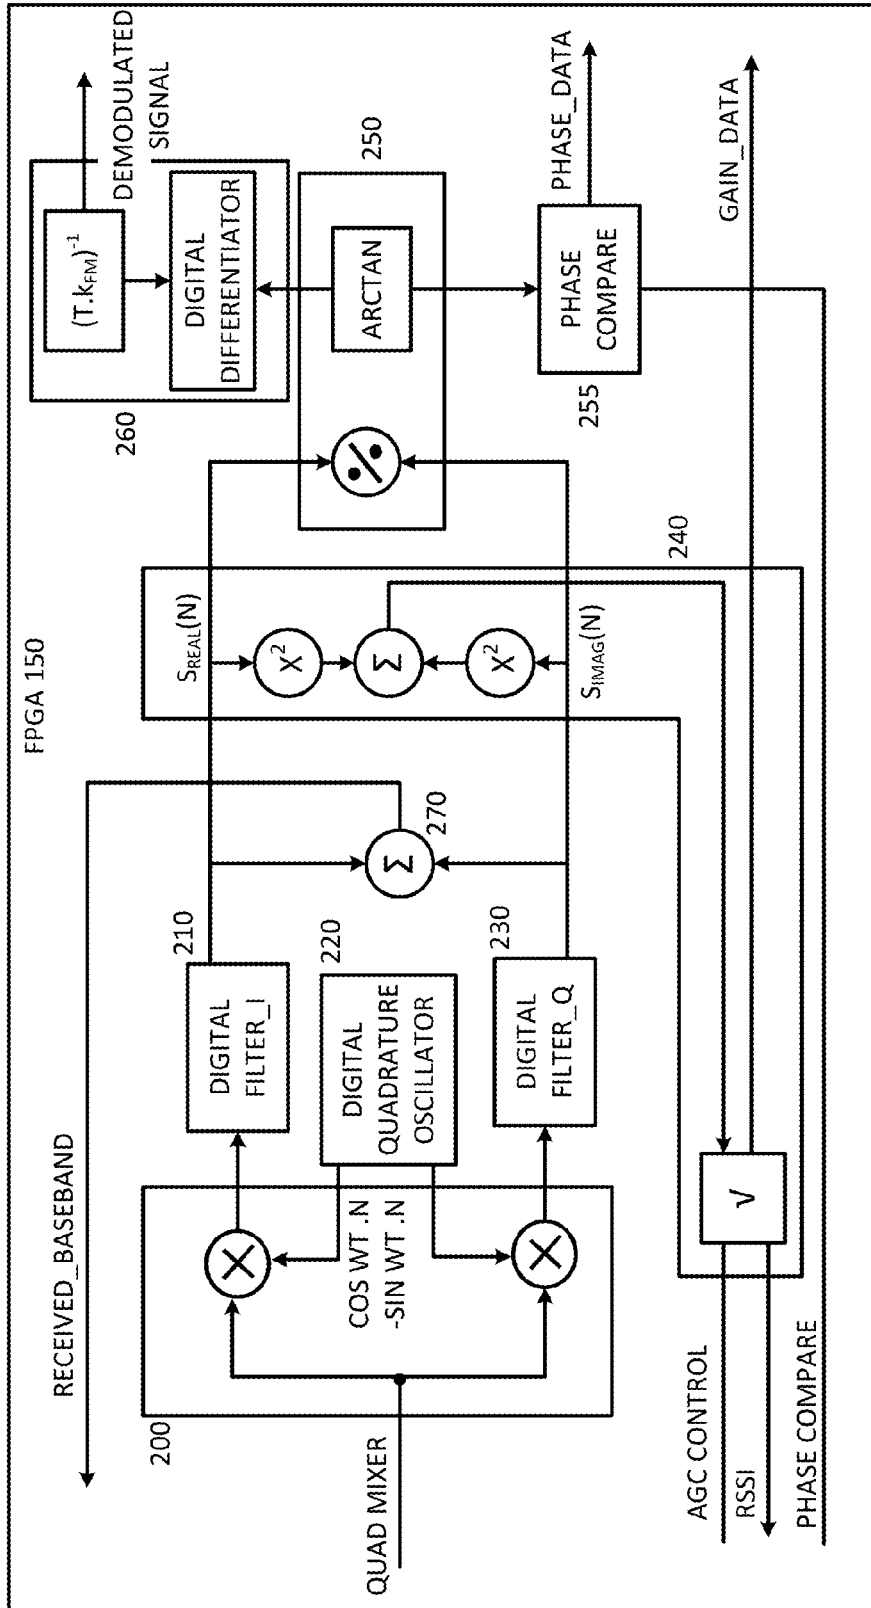 FPGA 150
RECEIVED_BASEBAND
200
QUAD MIXER
COS WT .N
-SIN WT .N
DIGITAL
FILTER_I
210
DIGITAL
QUADRATURE
OSCILLATOR
220
DIGITAL
FILTER_Q
230
Σ
270
S_REAL(N)
X²
Σ
X²
S_IMAG(N)
240
√
AGC CONTROL
RSSI
PHASE COMPARE
260
(T.k_FM)⁻¹
DIGITAL
DIFFERENTIATOR
DEMODULATED
SIGNAL
ARCTAN
250
255
PHASE
COMPARE
PHASE_DATA
GAIN_DATA